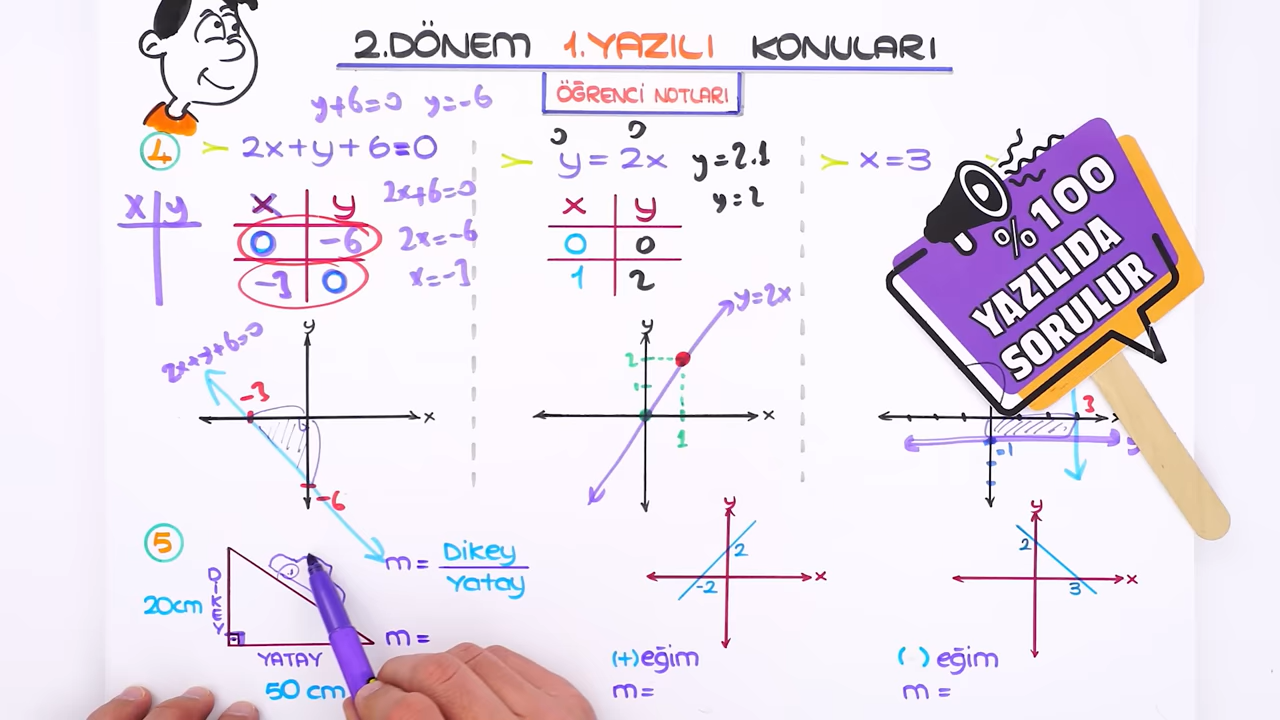 2.DÖNEM 1.YAZILI KONULARI
ÖĞRENCİ NOTLARI
y+6=0 y=-6
4
2x+y+6=0
x y
x y
0 -6
-3 0
2x+6=0
2x=-6
x=-3
2x+y+6=0
y
x
-3
-6
0 0
y=2x
y=2.1
y=2
x y
0 0
1 2
y=2x
y
x
2
1
x=3
%100
YAZILIDA
SORULUR
3
x
-1
5
DİKEY
20cm
YATAY
50 cm
m= Dikey
Yatay
m=
y
2
x
-2
(+)eğim
m=
y
2
x
3
( ) eğim
m=